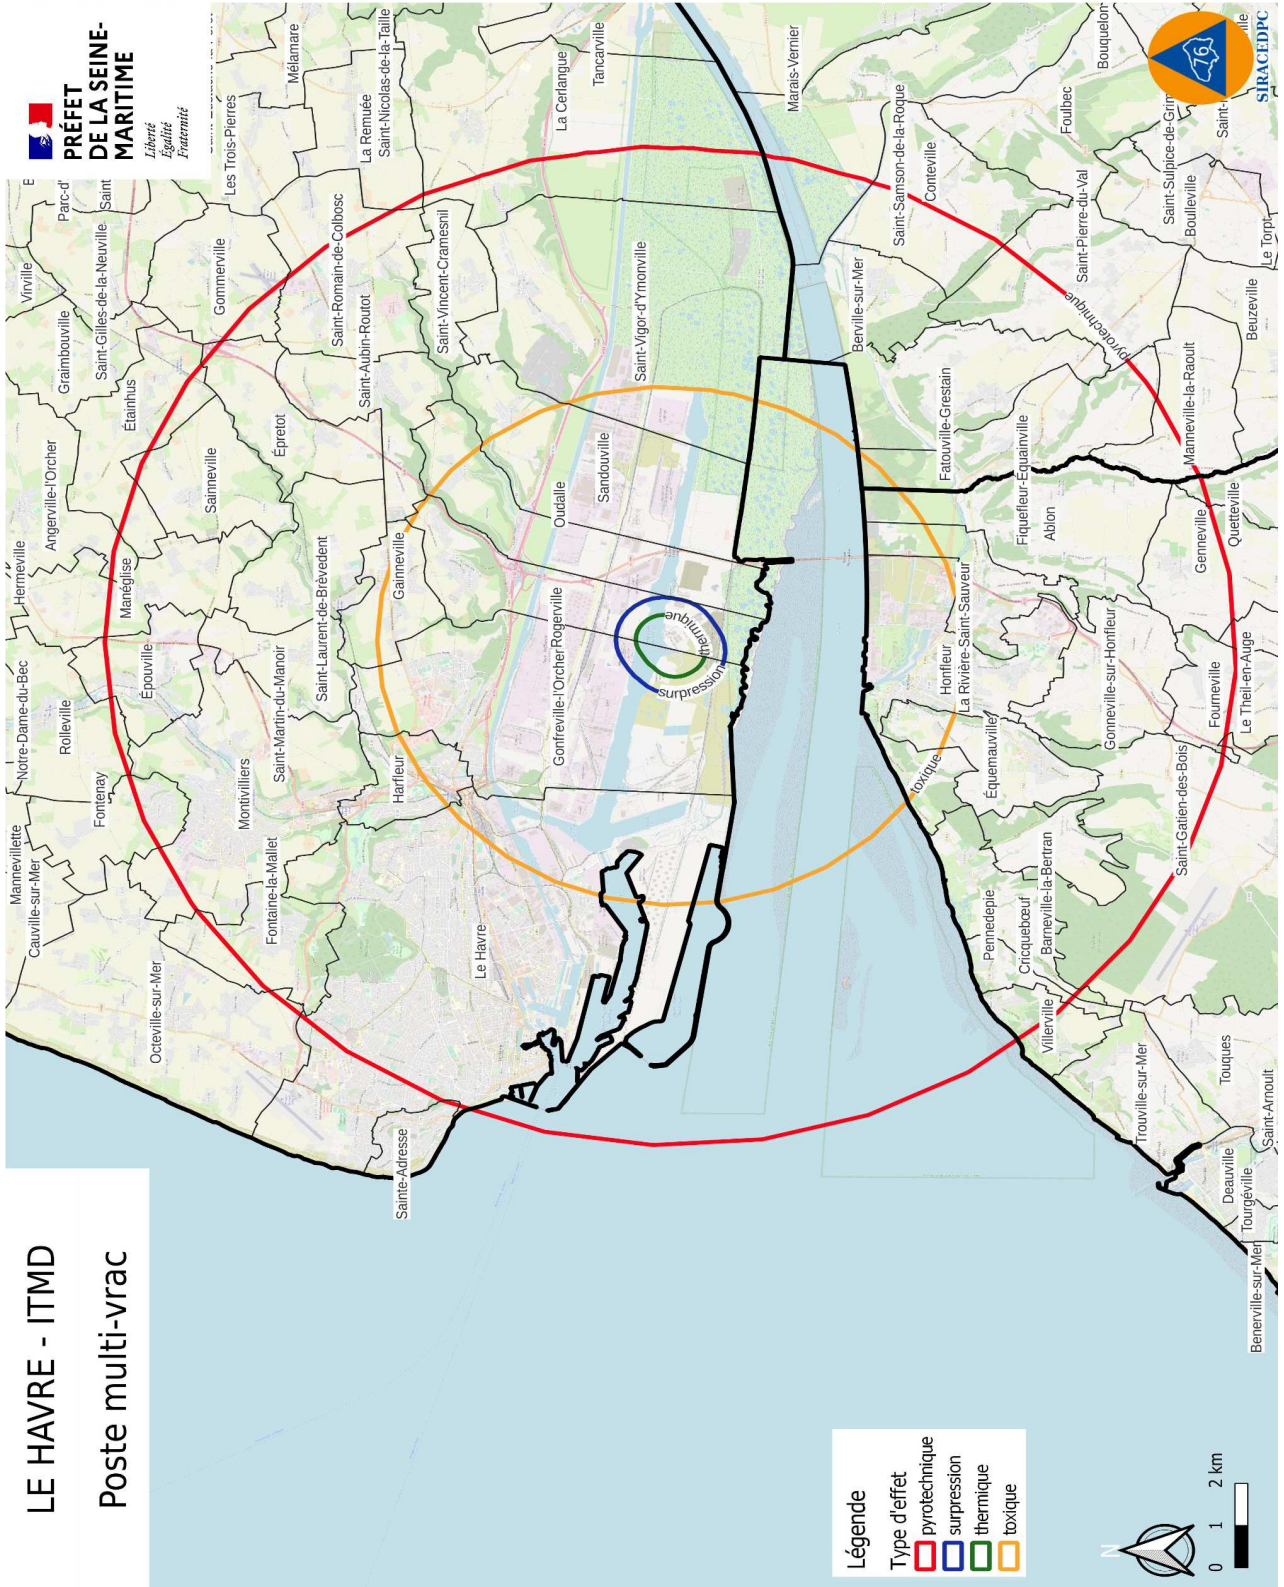 LE HAVRE - ITMD
Poste multi-vrac
PRÉFET
DE LA SEINE-
MARITIME
Liberté
Égalité
Fraternité
Mannevillette
Cauville-sur-Mer
Notre-Dame-du-Bec
Rolleville
Hermeville
Angerville-l'Orcher
Graimbouville
Virville
Saint-Gilles-de-la-Neuville
Parc-d'
Saint
Étainhus
Gommerville
Les Trois-Pierres
Mélamare
La Remuée
Saint-Nicolas-de-la-Taille
Fontenay
Manéglise
Épouville
Octeville-sur-Mer
Montivilliers
Saint-Martin-du-Manoir
Sainneville
Épretot
Saint-Romain-de-Colbosc
Saint-Aubin-Routot
Saint-Vincent-Cramesnil
Fontaine-la-Mallet
Saint-Laurent-de-Brèvedent
Gainneville
Harfleur
Sainte-Adresse
Le Havre
Gonfreville-l'Orcher
Rogerville
Oudalle
Sandouville
Saint-Vigor-d'Ymonville
La Cerlangue
Tancarville
thermique
surpression
Marais-Vernier
Berville-sur-Mer
Saint-Samson-de-la-Roque
Conteville
Foulbec
Bouquelon
toxique
Honfleur
La Rivière-Saint-Sauveur
Fatouville-Grestain
Fiquefleur-Equainville
Ablon
Équemauville
Pennedepie
Cricquebœuf
Barneville-la-Bertran
Villerville
Gonneville-sur-Honfleur
pyrotechnique
Saint-Pierre-du-Val
Saint-Sulpice-de-Grim
Boulleville
Saint-
Trouville-sur-Mer
Touques
Saint-Gatien-des-Bois
Fourneville
Le Theil-en-Auge
Genneville
Quetteville
Manneville-la-Raoult
Beuzeville
Le Torpt
Deauville
Tourgéville
Saint-Arnoult
Benerville-sur-Mer
76
SIRACEDPC
Légende
Type d'effet
pyrotechnique
surpression
thermique
toxique
N
0 1 2 km